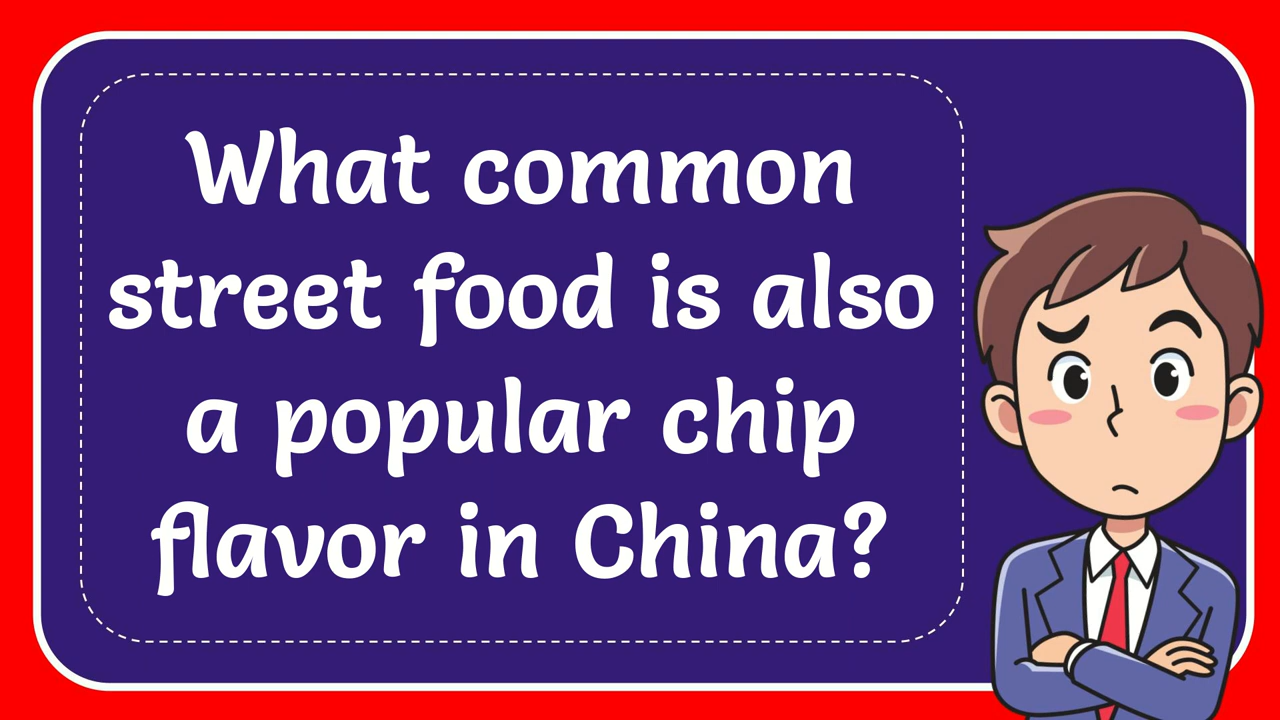 What common
street food is also
a popular chip
flavor in China?